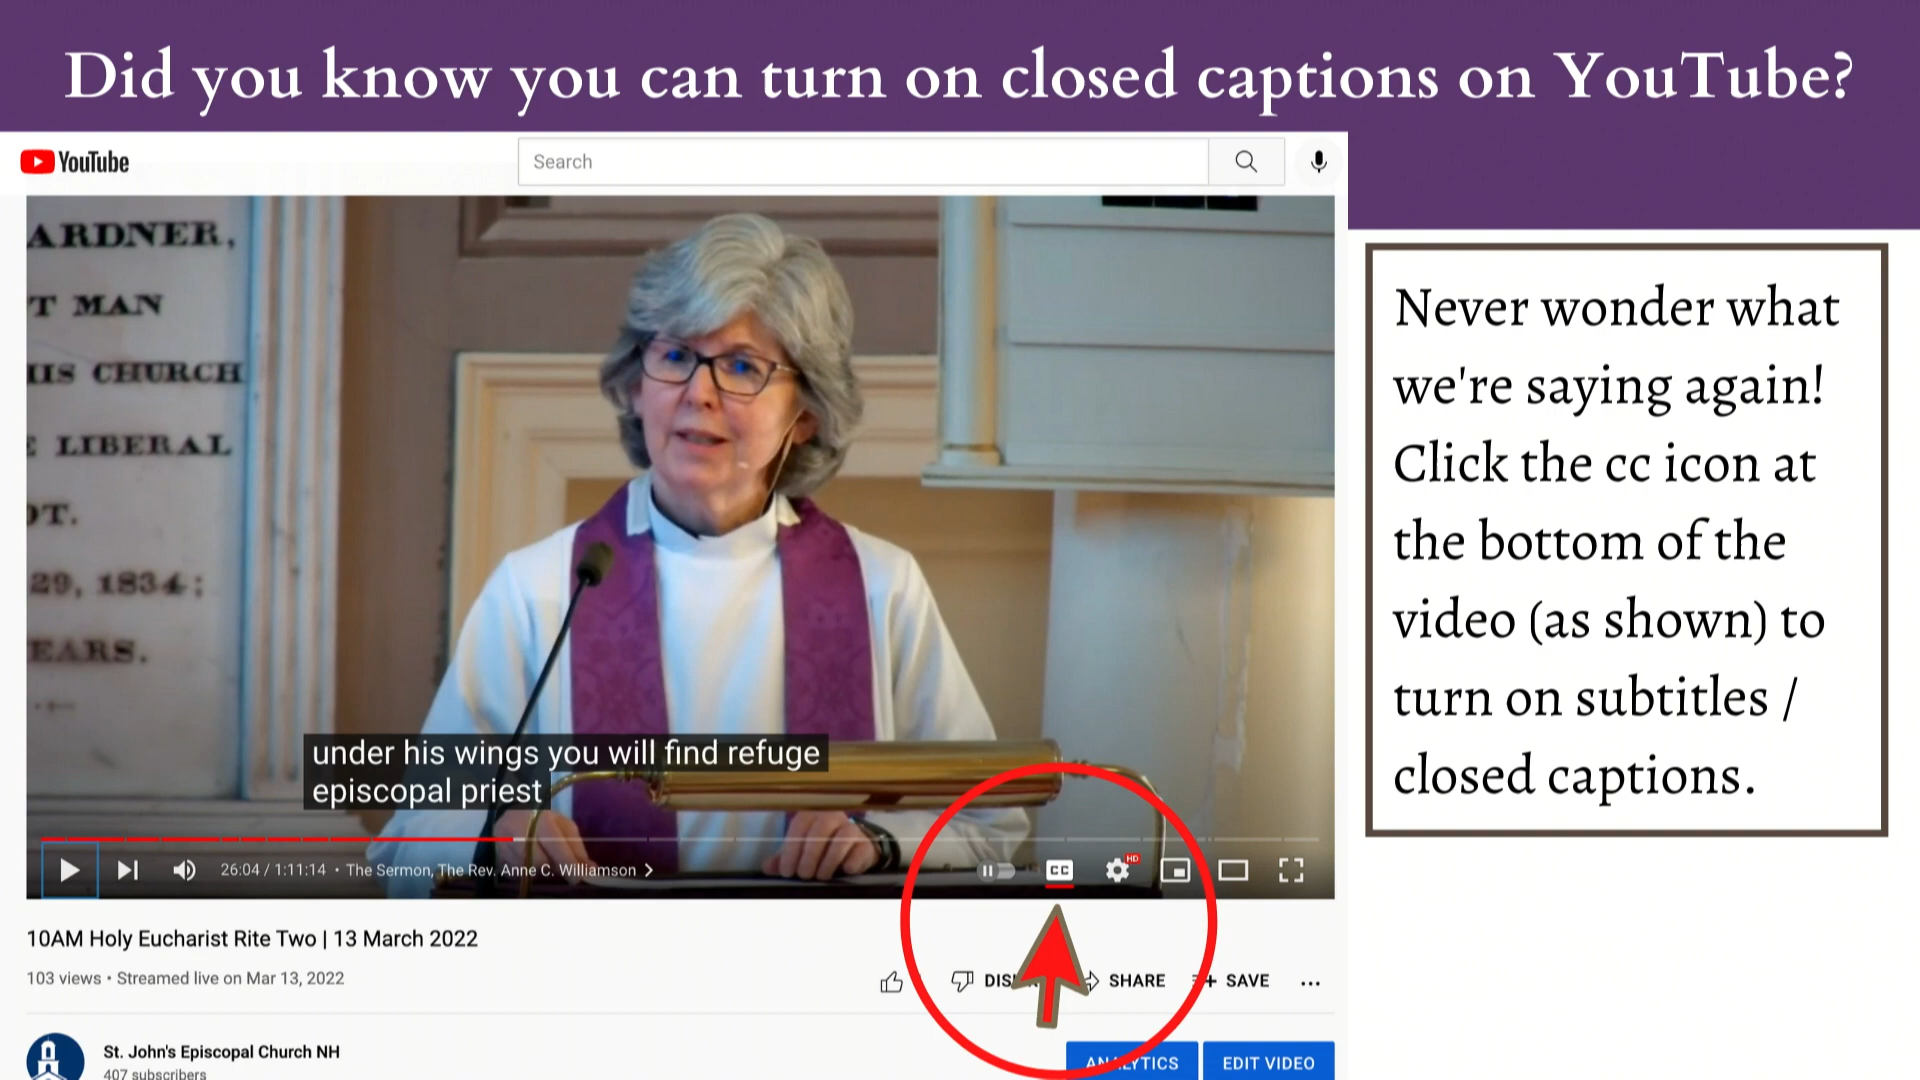 Did you know you can turn on closed captions on YouTube?
YouTube
Search
ARDNER,
T MAN
HIS CHURCH
E LIBERAL
OT.
29, 1834;
EARS.
under his wings you will find refuge
episcopal priest
26:04 / 1:11:14 • The Sermon, The Rev. Anne C. Williamson
CC
HD
10AM Holy Eucharist Rite Two | 13 March 2022
103 views • Streamed live on Mar 13, 2022
SHARE
SAVE
St. John's Episcopal Church NH
407 subscribers
ANALYTICS
EDIT VIDEO
Never wonder what
we're saying again!
Click the cc icon at
the bottom of the
video (as shown) to
turn on subtitles /
closed captions.